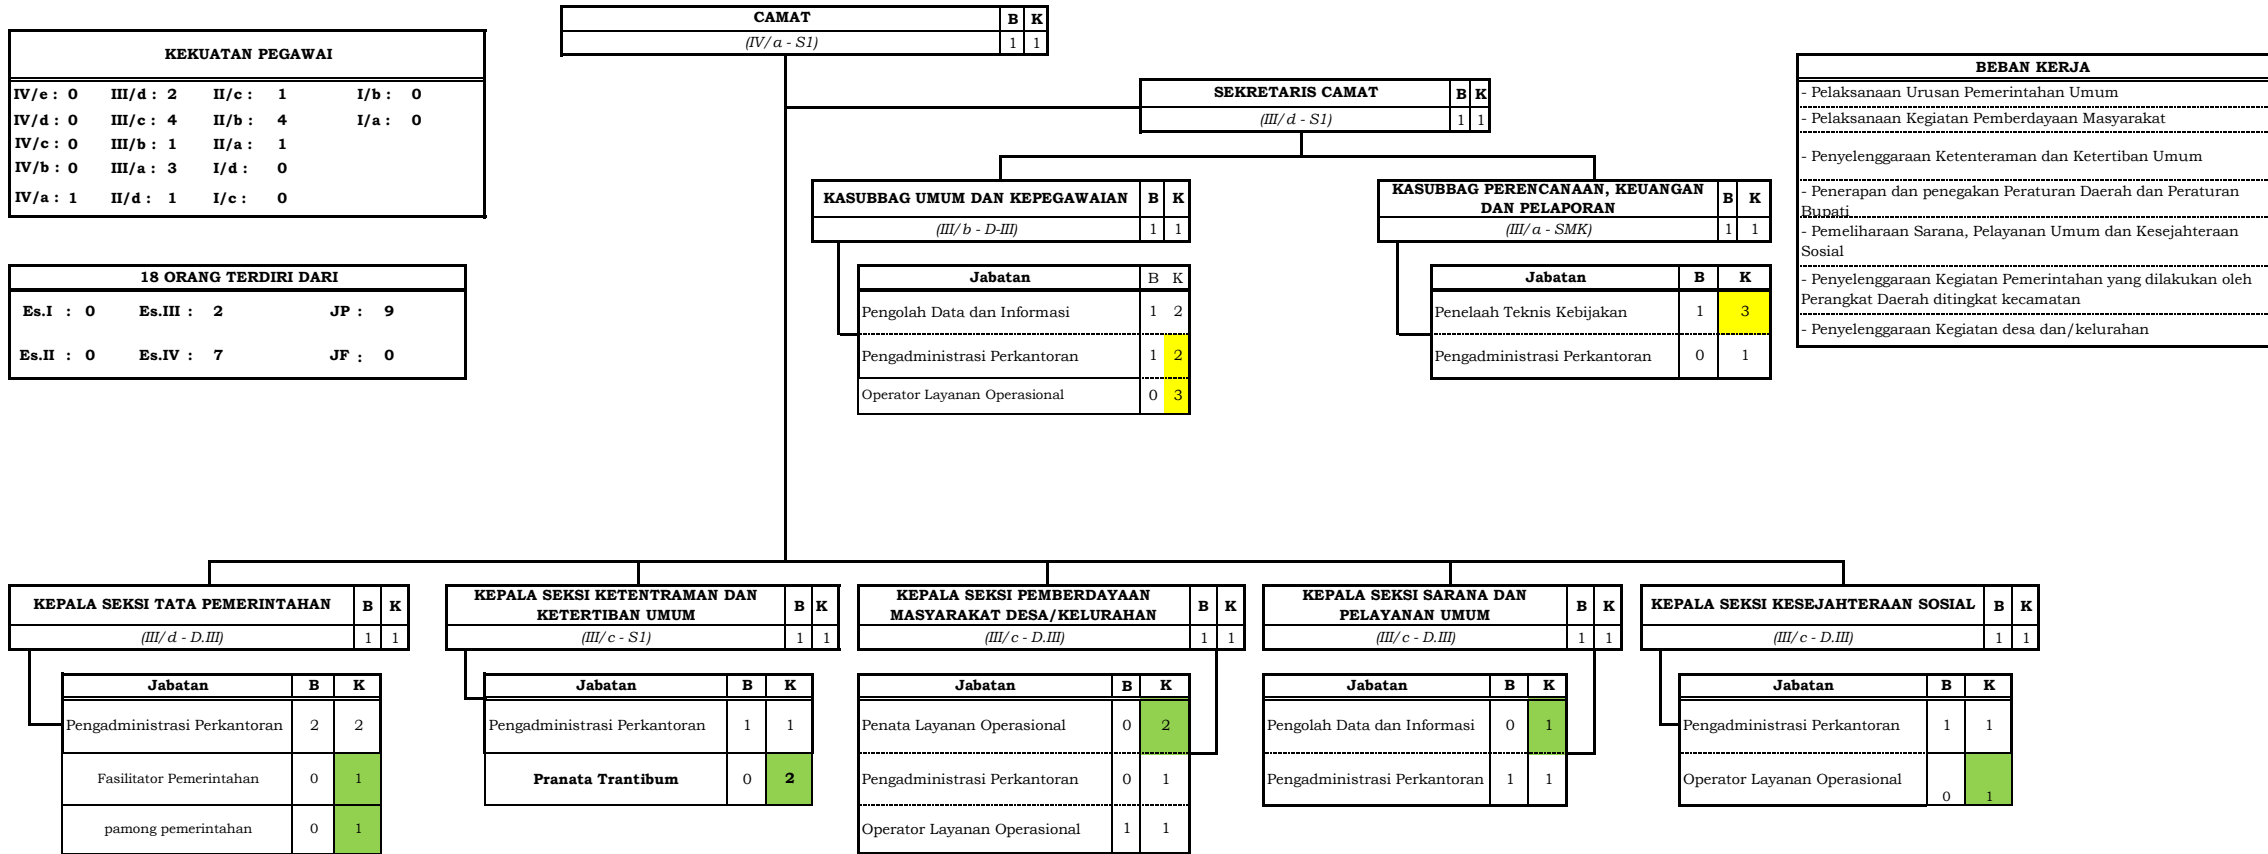 CAMAT B K
(IV/a - S1) 1 1
KEKUATAN PEGAWAI
IV/e : 0 III/d : 2 II/c : 1 I/b : 0
IV/d : 0 III/c : 4 II/b : 4 I/a : 0
IV/c : 0 III/b : 1 II/a : 1
IV/b : 0 III/a : 3 I/d : 0
IV/a : 1 II/d : 1 I/c : 0
18 ORANG TERDIRI DARI
Es.I : 0 Es.III : 2 JP : 9
Es.II : 0 Es.IV : 7 JF : 0
SEKRETARIS CAMAT B K
(III/d - S1) 1 1
BEBAN KERJA
- Pelaksanaan Urusan Pemerintahan Umum
- Pelaksanaan Kegiatan Pemberdayaan Masyarakat
- Penyelenggaraan Ketenteraman dan Ketertiban Umum
- Penerapan dan penegakan Peraturan Daerah dan Peraturan
Bupati
- Pemeliharaan Sarana, Pelayanan Umum dan Kesejahteraan
Sosial
- Penyelenggaraan Kegiatan Pemerintahan yang dilakukan oleh
Perangkat Daerah ditingkat kecamatan
- Penyelenggaraan Kegiatan desa dan/kelurahan
KASUBBAG UMUM DAN KEPEGAWAIAN B K
(III/b - D-III) 1 1
Jabatan B K
Pengolah Data dan Informasi 1 2
Pengadministrasi Perkantoran 1 2
Operator Layanan Operasional 0 3
KASUBBAG PERENCANAAN, KEUANGAN
DAN PELAPORAN B K
(III/a - SMK) 1 1
Jabatan B K
Penelaah Teknis Kebijakan 1 3
Pengadministrasi Perkantoran 0 1
KEPALA SEKSI TATA PEMERINTAHAN B K
(III/d - D.III) 1 1
Jabatan B K
Pengadministrasi Perkantoran 2 2
Fasilitator Pemerintahan 0 1
pamong pemerintahan 0 1
KEPALA SEKSI KETENTRAMAN DAN
KETERTIBAN UMUM B K
(III/c - S1) 1 1
Jabatan B K
Pengadministrasi Perkantoran 1 1
Pranata Trantibum 0 2
KEPALA SEKSI PEMBERDAYAAN
MASYARAKAT DESA/KELURAHAN B K
(III/c - D.III) 1 1
Jabatan B K
Penata Layanan Operasional 0 2
Pengadministrasi Perkantoran 0 1
Operator Layanan Operasional 1 1
KEPALA SEKSI SARANA DAN
PELAYANAN UMUM B K
(III/c - D.III) 1 1
Jabatan B K
Pengolah Data dan Informasi 0 1
Pengadministrasi Perkantoran 1 1
KEPALA SEKSI KESEJAHTERAAN SOSIAL B K
(III/c - D.III) 1 1
Jabatan B K
Pengadministrasi Perkantoran 1 1
Operator Layanan Operasional 0 1